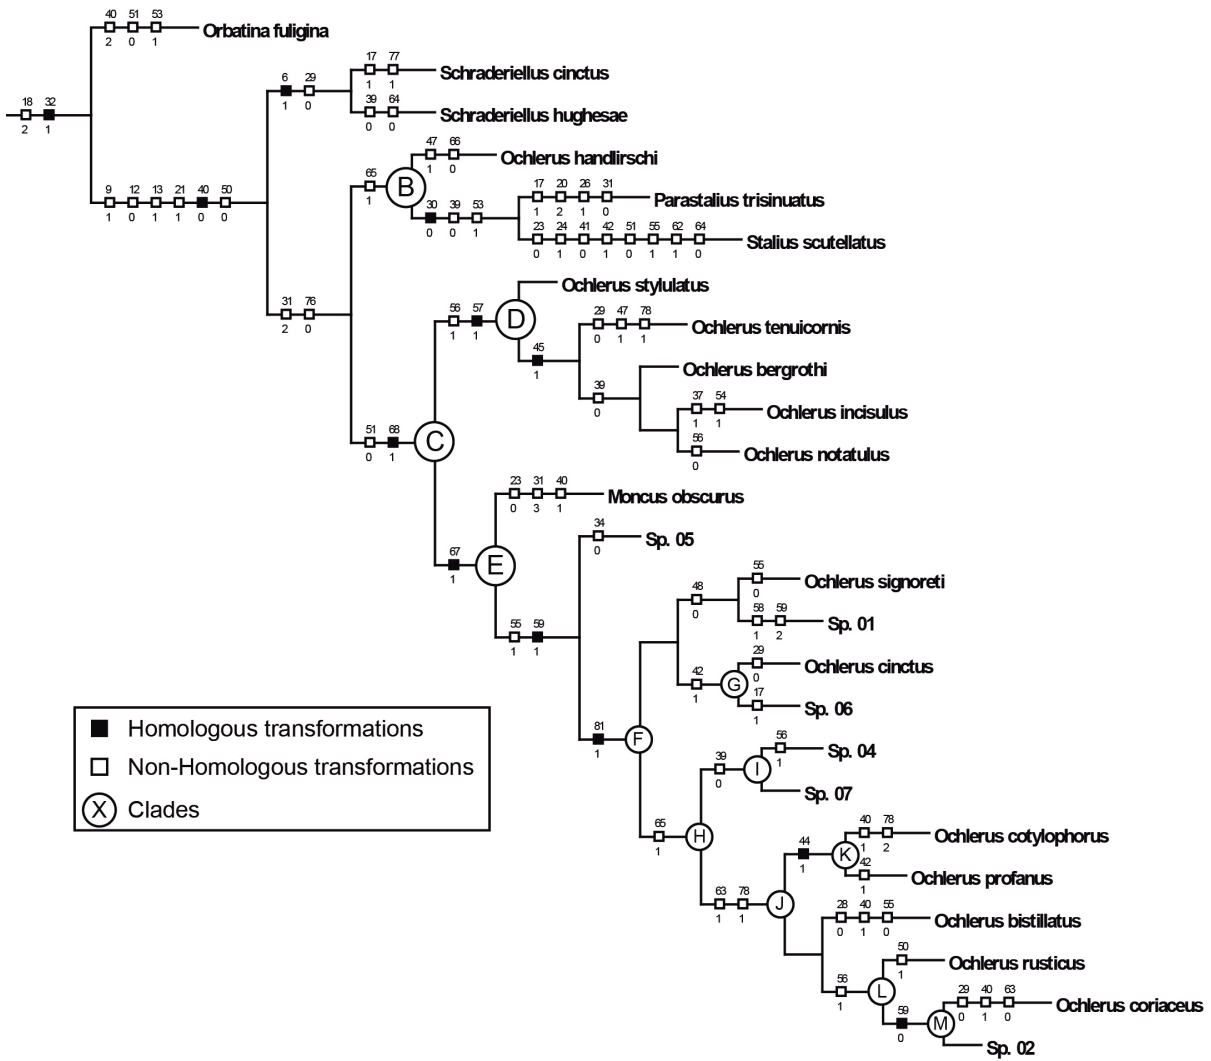 40 51 53
Orbatina fuligina
2 0 1
17 77
Schraderiellus cinctus
1 1
6 29
1 0
18 32
2 1
39 64
Schraderiellus hughesae
0 0
47 66
Ochlerus handlirschi
1 0
65
B
1
17 20 26 31
Parastalius trisinuatus
1 2 1 0
9 12 13 21 40 50
1 0 1 1 0 0
30 39 53
0 0 1
23 24 41 42 51 55 62 64
Stalius scutellatus
0 1 0 1 0 1 1 0
Ochlerus stylulatus
31 76
2 0
56 57
D
1 1
29 47 78
Ochlerus tenuicornis
0 1 1
45
1
Ochlerus bergrothi
39
0
37 54
Ochlerus incisulus
1 1
51 68
C
0 1
56
Ochlerus notatulus
0
23 31 40
Moncus obscurus
0 3 1
34
Sp. 05
0
67
E
1
55
Ochlerus signoreti
0
48
0
58 59
Sp. 01
1 2
55 59
1 1
29
Ochlerus cinctus
0
42
G
1
17
Sp. 06
1
81
F
1
56
Sp. 04
1
39
I
0
Sp. 07
Homologous transformations
Non-Homologous transformations
X Clades
65
H
1
40 78
Ochlerus cotylophorus
1 2
44
K
1
42
Ochlerus profanus
1
63 78
J
1 1
28 40 55
Ochlerus bistillatus
0 1 0
50
Ochlerus rusticus
1
56
L
1
29 40 63
Ochlerus coriaceus
0 1 0
59
M
0
Sp. 02